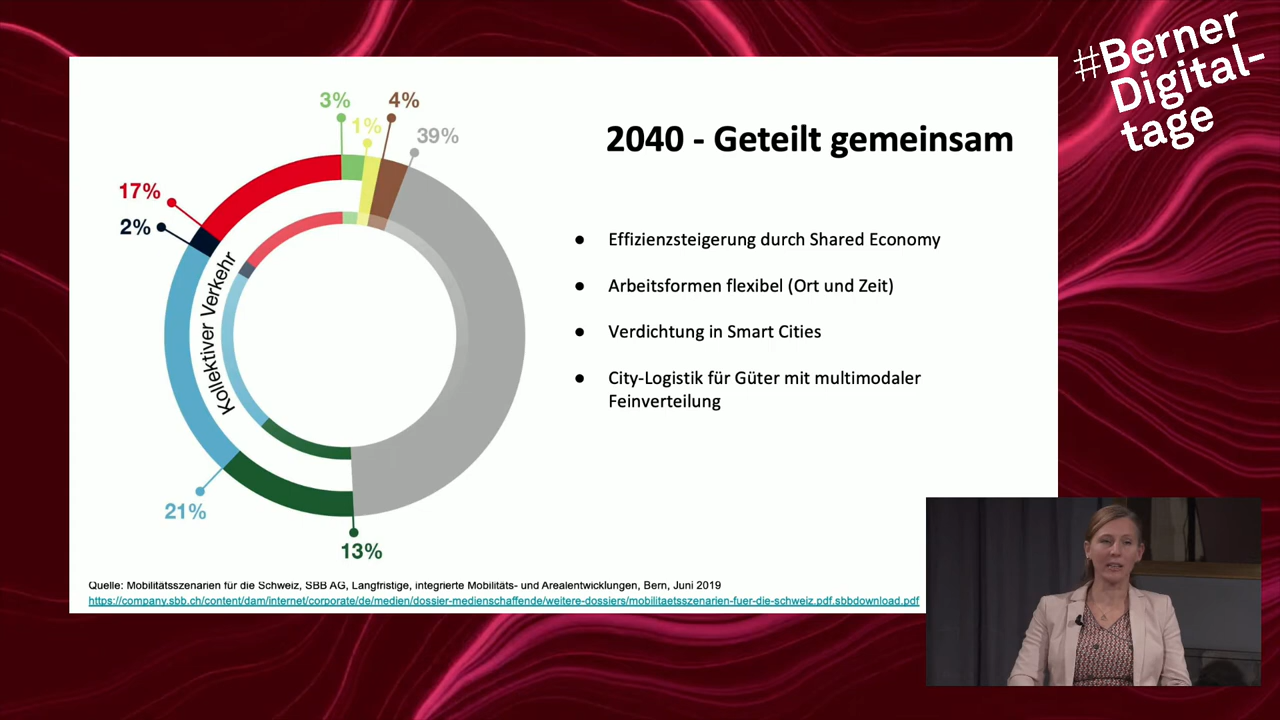 #Berner
Digital-
tage
2040 - Geteilt gemeinsam
3%
4%
1%
39%
17%
2%
Kollektiver Verkehr
21%
13%
● Effizienzsteigerung durch Shared Economy
● Arbeitsformen flexibel (Ort und Zeit)
● Verdichtung in Smart Cities
● City-Logistik für Güter mit multimodaler
Feinverteilung
Quelle: Mobilitätsszenarien für die Schweiz, SBB AG, Langfristige, integrierte Mobilitäts- und Arealentwicklungen, Bern, Juni 2019
https://company.sbb.ch/content/dam/internet/corporate/de/medien/dossier-medienschaffende/weitere-dossiers/mobilitaetsszenarien-fuer-die-schweiz.pdf.sbbdownload.pdf